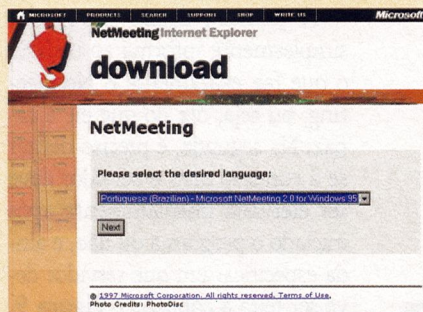 MICROSOFT PRODUCTS SEARCH SUPPORT SHOP WRITE US Microsoft
NetMeeting Internet Explorer
download
NetMeeting
Please select the desired language:
Portuguese (Brazilian) - Microsoft NetMeeting 2.0 for Windows 95
Next
© 1997 Microsoft Corporation. All rights reserved. Terms of Use.
Photo Credits: PhotoDisc